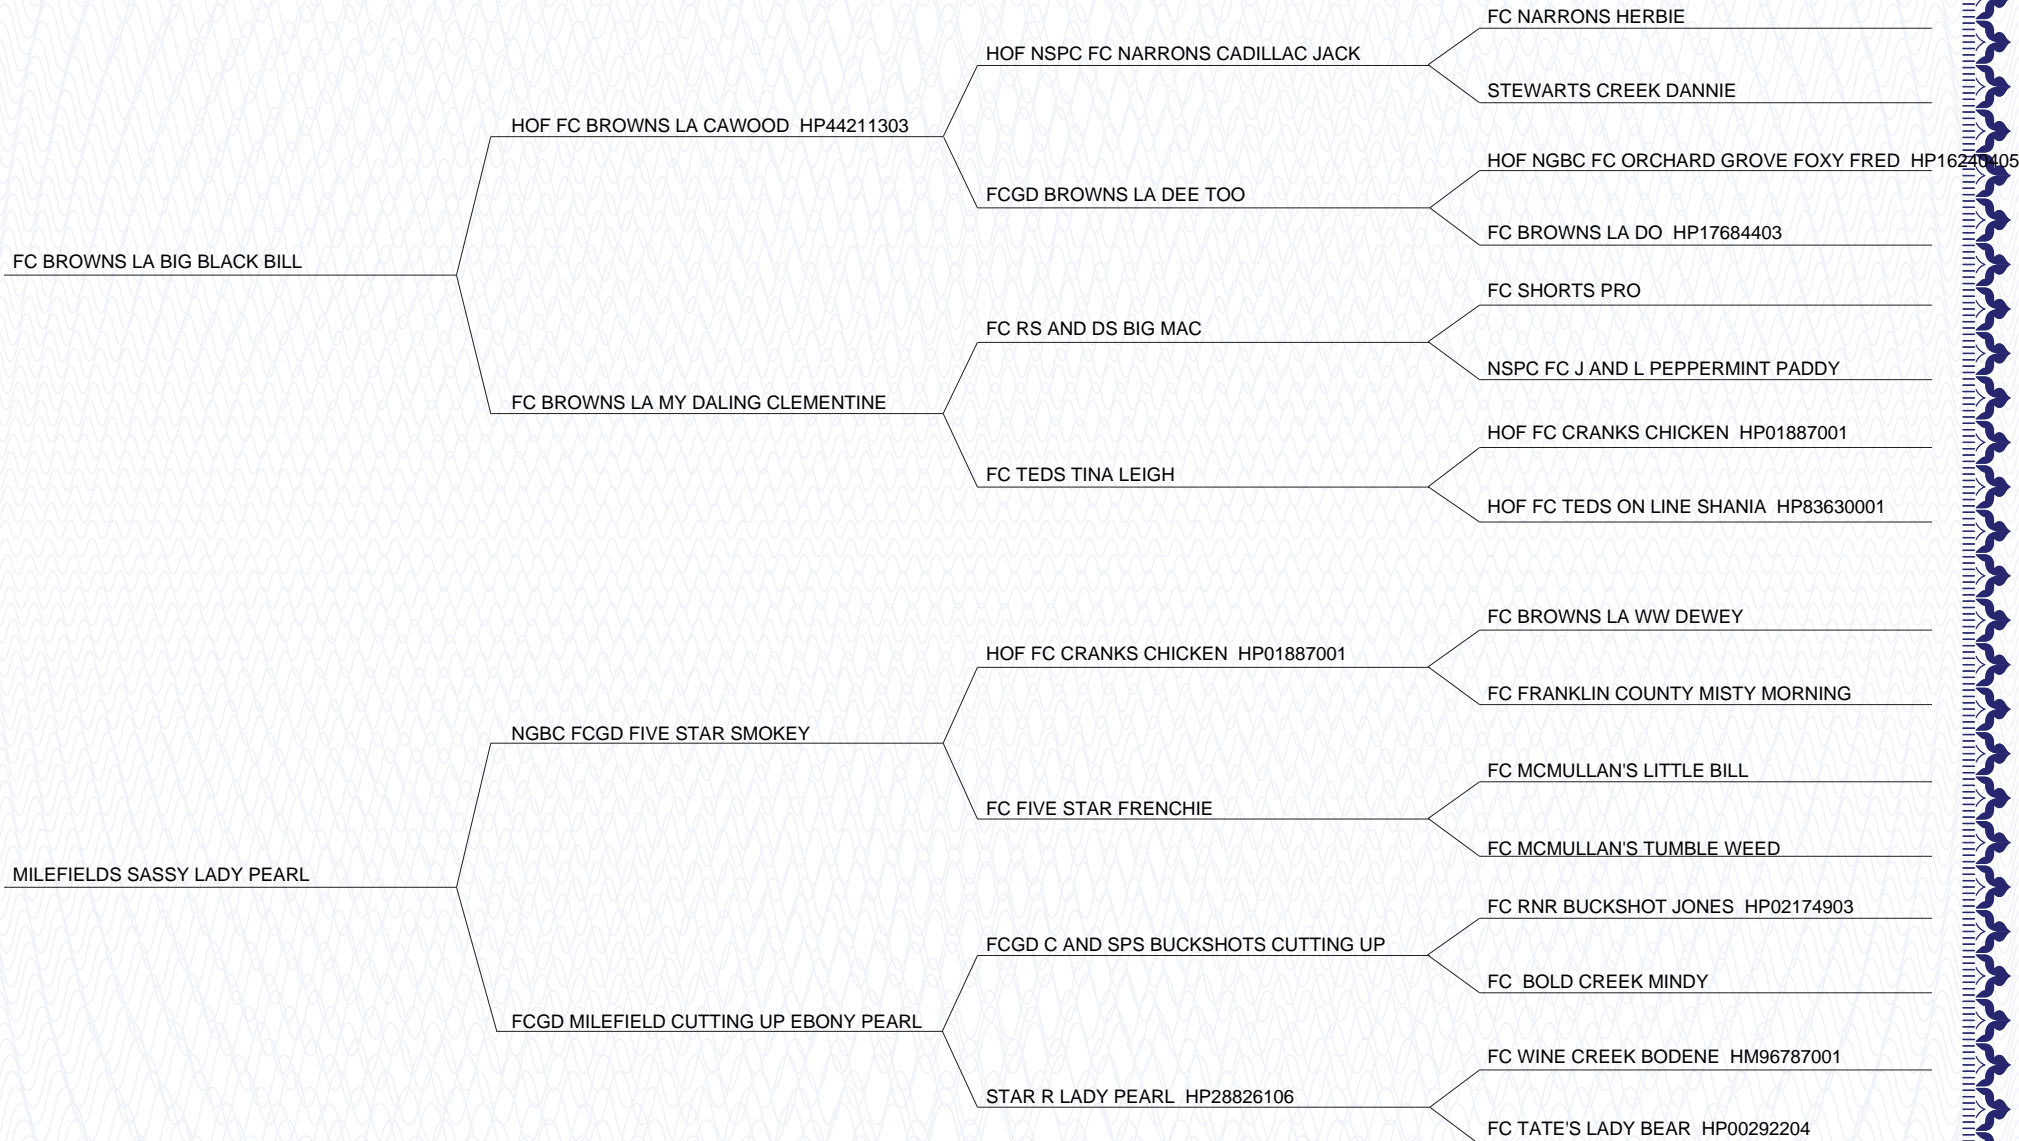 FC NARRONS HERBIE
HOF NSPC FC NARRONS CADILLAC JACK
STEWARTS CREEK DANNIE
HOF FC BROWNS LA CAWOOD  HP44211303
HOF NGBC FC ORCHARD GROVE FOXY FRED  HP16240405
FCGD BROWNS LA DEE TOO
FC BROWNS LA DO  HP17684403
FC BROWNS LA BIG BLACK BILL
FC SHORTS PRO
FC RS AND DS BIG MAC
NSPC FC J AND L PEPPERMINT PADDY
FC BROWNS LA MY DALING CLEMENTINE
HOF FC CRANKS CHICKEN  HP01887001
FC TEDS TINA LEIGH
HOF FC TEDS ON LINE SHANIA  HP83630001
FC BROWNS LA WW DEWEY
HOF FC CRANKS CHICKEN  HP01887001
FC FRANKLIN COUNTY MISTY MORNING
NGBC FCGD FIVE STAR SMOKEY
FC MCMULLAN'S LITTLE BILL
FC FIVE STAR FRENCHIE
FC MCMULLAN'S TUMBLE WEED
MILEFIELDS SASSY LADY PEARL
FC RNR BUCKSHOT JONES  HP02174903
FCGD C AND SPS BUCKSHOTS CUTTING UP
FC  BOLD CREEK MINDY
FCGD MILEFIELD CUTTING UP EBONY PEARL
FC WINE CREEK BODENE  HM96787001
STAR R LADY PEARL  HP28826106
FC TATE'S LADY BEAR  HP00292204